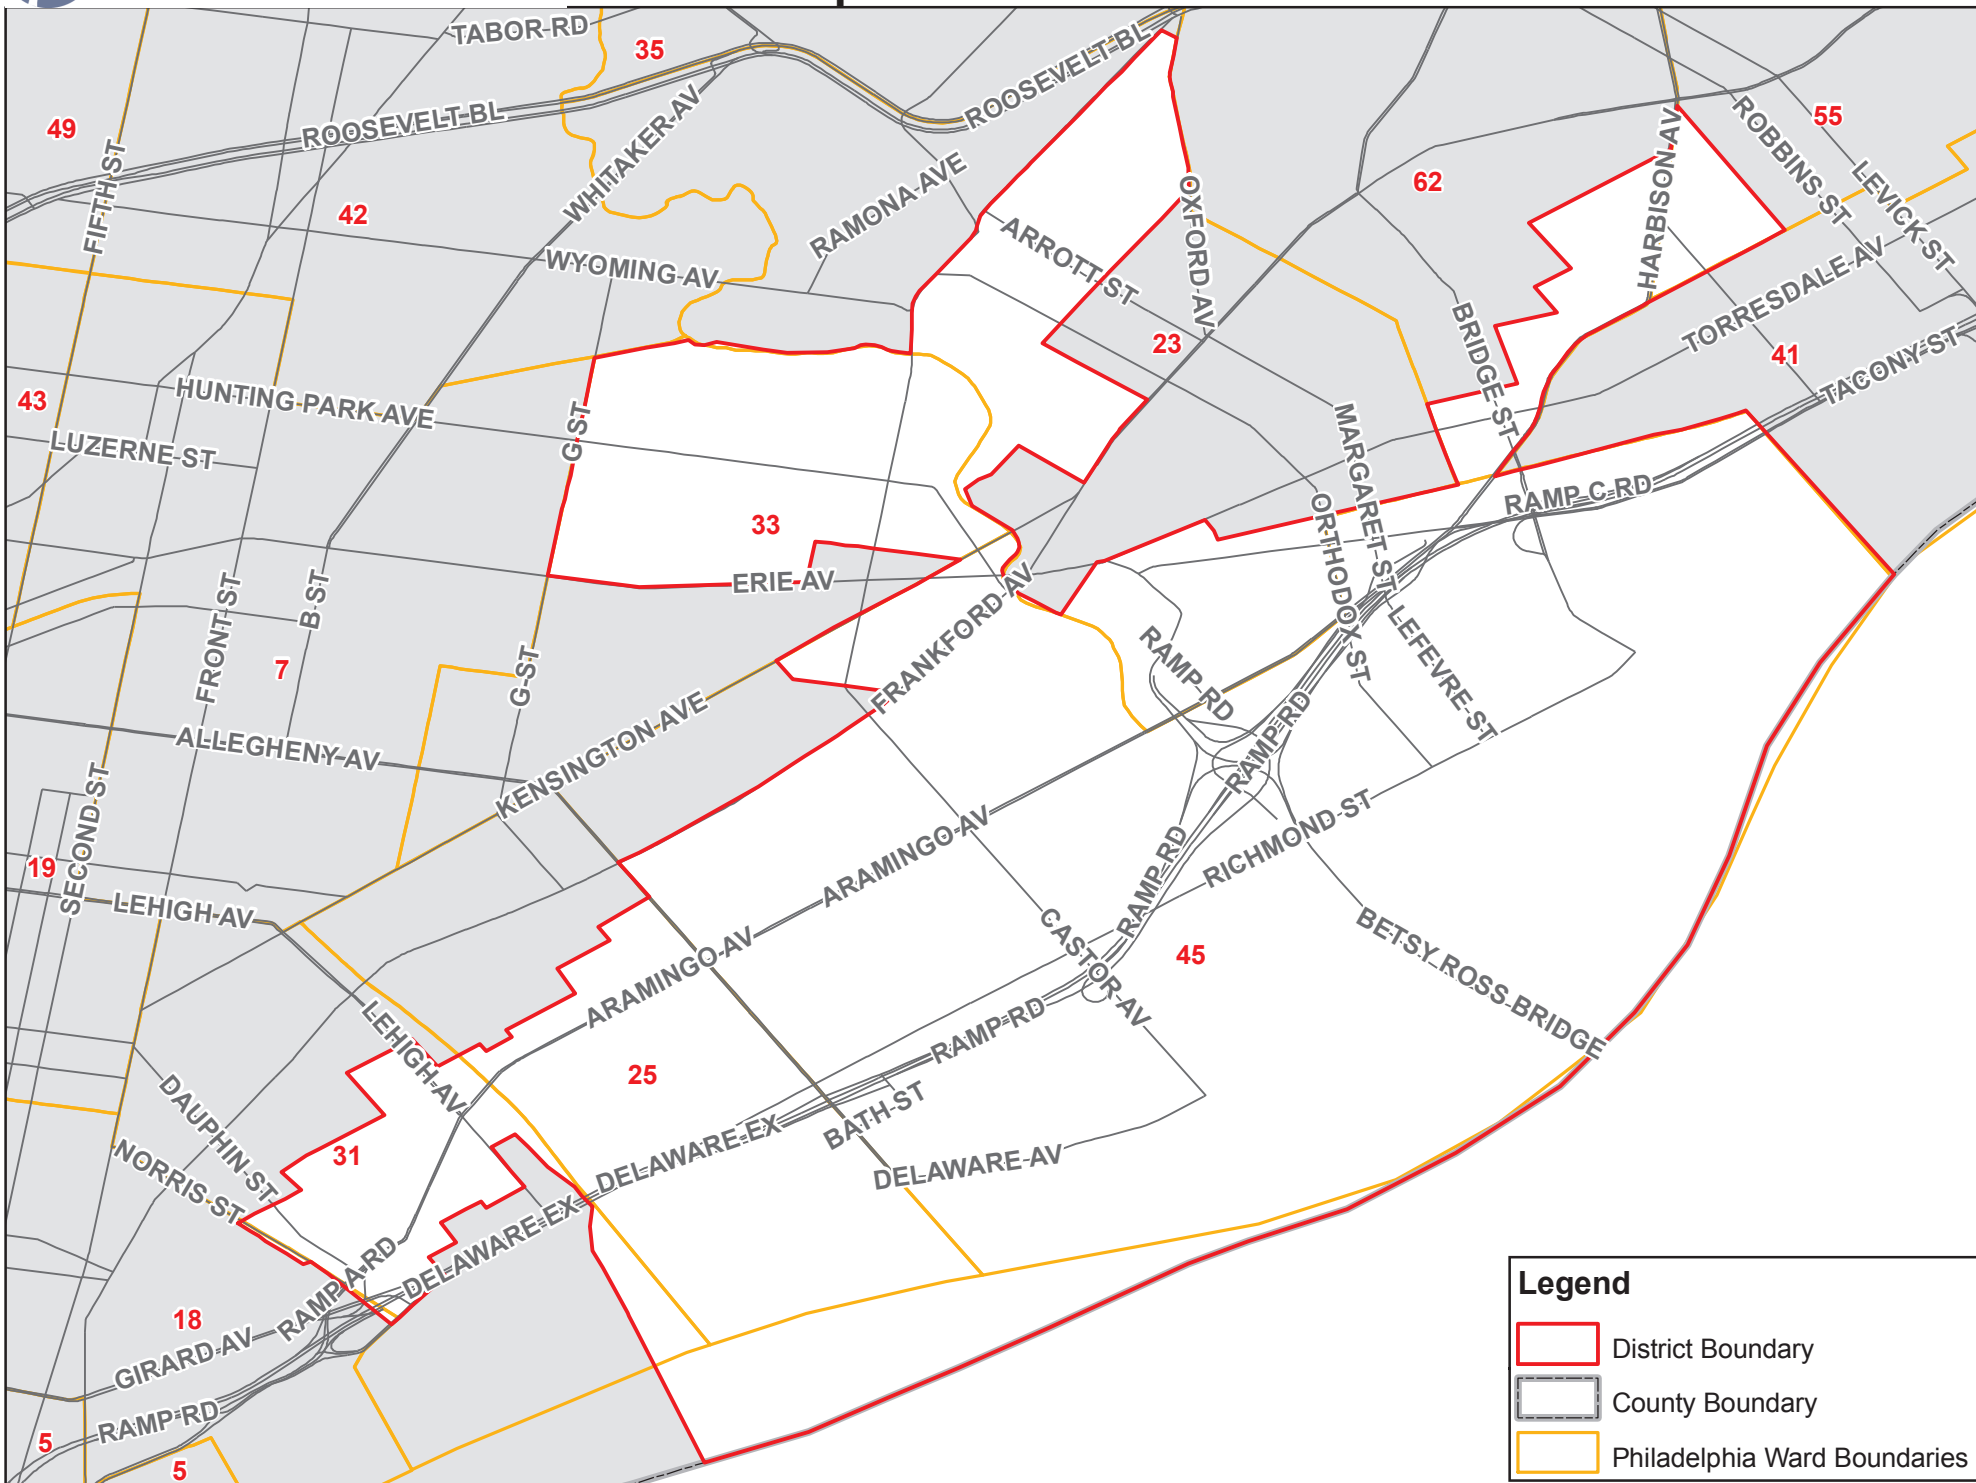 TABOR RD
35
ROOSEVELT BL
49
ROOSEVELT BL
WHITAKER AV
FIFTH ST
42
RAMONA AVE
WYOMING AV
ARROTT ST
OXFORD AV
62
HARBISON AV
ROBBINS ST
55
LEVICK ST
TORRESDALE AV
41
TACONY ST
BRIDGE ST
23
43
HUNTING PARK AVE
LUZERNE ST
G ST
MARGARET ST
ORTHODOX ST
RAMP C RD
33
ERIE AV
FRANKFORD AV
FRONT ST
B ST
7
G ST
RAMP RD
LEFEVRE ST
ALLEGHENY AV
KENSINGTON AVE
RAMP RD
SECOND ST
19
LEHIGH AV
ARAMINGO AV
RAMP RD
RICHMOND ST
ARAMINGO AV
CASTOR AV
45
BETSY ROSS BRIDGE
LEHIGH AV
RAMP RD
25
BATH ST
DAUPHIN ST
NORRIS ST
31
DELAWARE EX
DELAWARE AV
DELAWARE EX
RAMP A RD
18
GIRARD AV
RAMP RD
5
5
Legend
District Boundary
County Boundary
Philadelphia Ward Boundaries